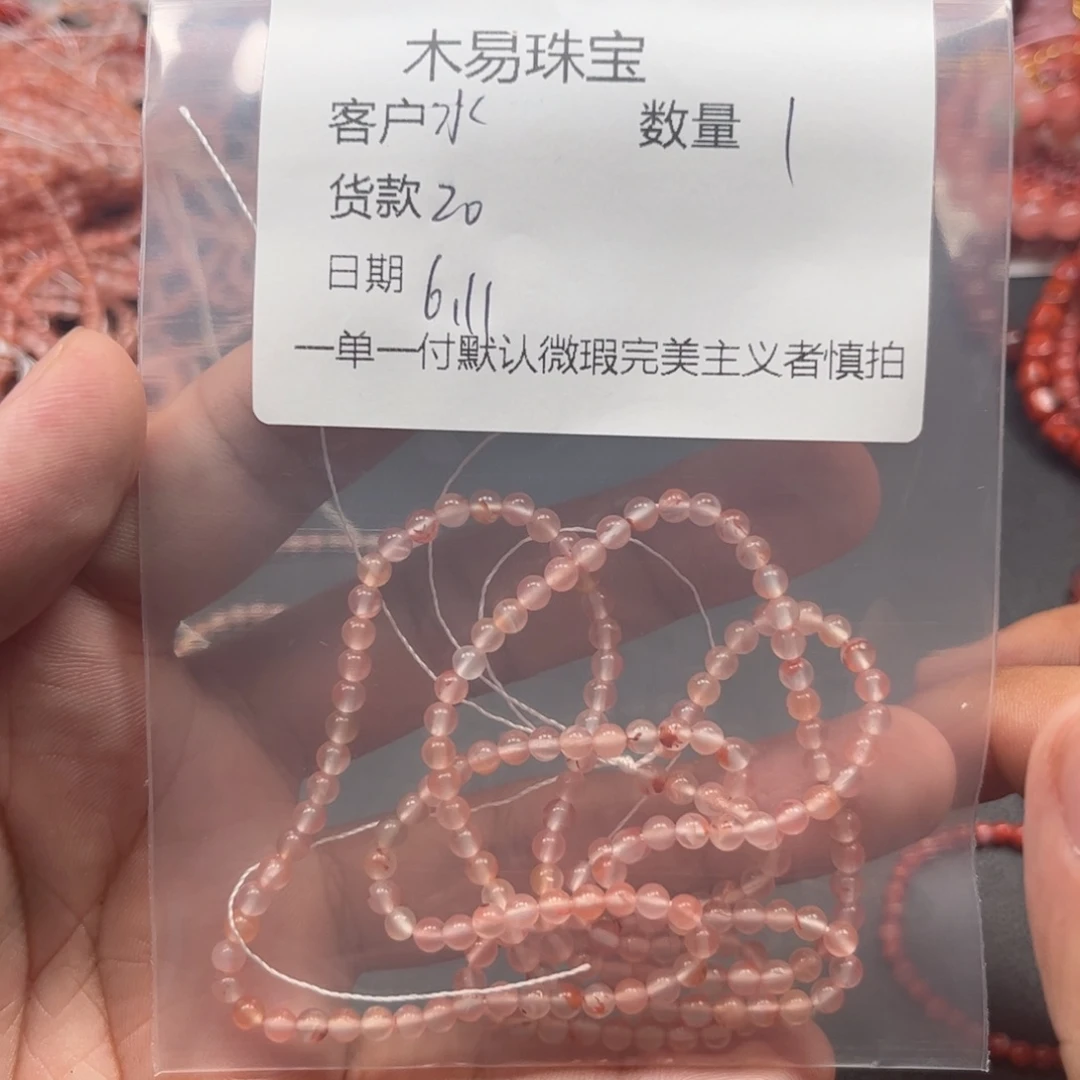 木易珠宝
客户水 数量 1
货款20
日期 6.11
一单一付默认微瑕完美主义者慎拍